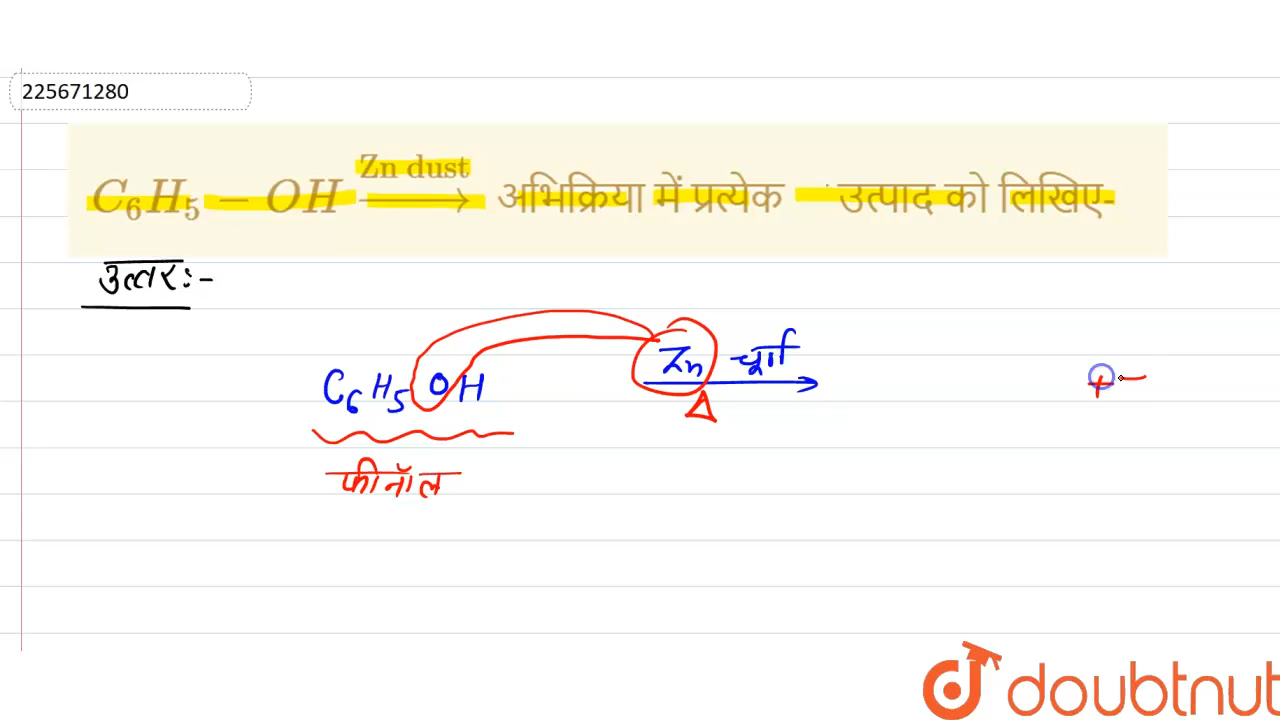 225671280
C₆H₅ – OH Zn dust⟶ अभिक्रिया में प्रत्येक उत्पाद को लिखिए-
उत्तर:-
C₆H₅OH Zn चूर्ण ⟶ Δ + –
फीनॉल
doubtnut